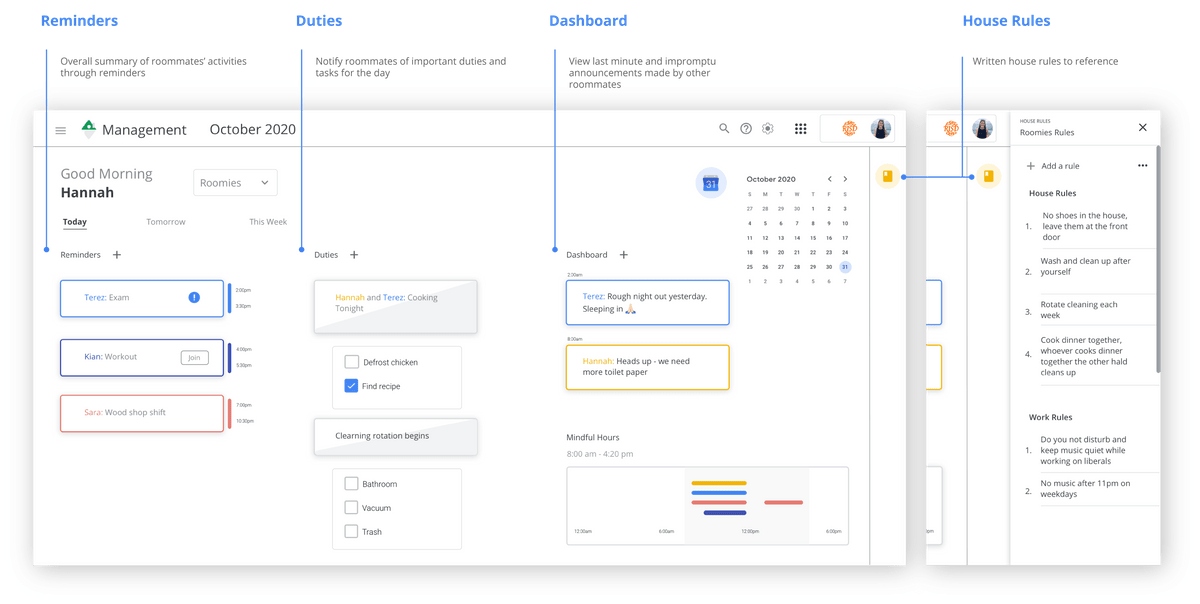 Reminders
Overall summary of roommates' activities
through reminders
Duties
Notify roommates of important duties and
tasks for the day
Dashboard
View last minute and impromptu
announcements made by other
roommates
House Rules
Written house rules to reference
Management
October 2020
RISD
Good Morning
Hannah
Roomies
Today
Tomorrow
This Week
31
October 2020
S M T W T F S
27 28 29 30 1 2 3
4 5 6 7 8 9 10
11 12 13 14 15 16 17
18 19 20 21 22 23 24
25 26 27 28 29 30 31
1 2 3 4 5 6 7
Reminders +
Terez: Exam
!
2:00pm
3:30pm
Kian: Workout
Join
4:00pm
5:30pm
Sara: Wood shop shift
7:00pm
10:30pm
Duties +
Hannah and Terez: Cooking
Tonight
Defrost chicken
Find recipe
Clearning rotation begins
Bathroom
Vacuum
Trash
Dashboard +
2:00am
Terez: Rough night out yesterday.
Sleeping in 🙏🏻
8:00am
Hannah: Heads up - we need
more toilet paper
Mindful Hours
8:00 am - 4:20 pm
12:00am
6:00am
12:00pm
6:00pm
RISD
pm
HOUSE RULES
Roomies Rules
+ Add a rule
House Rules
1. No shoes in the house,
leave them at the front
door
2. Wash and clean up after
yourself
3. Rotate cleaning each
week
4. Cook dinner together,
whoever cooks dinner
together the other hald
cleans up
Work Rules
1. Do you not disturb and
keep music quiet while
working on liberals
2. No music after 11pm on
weekdays